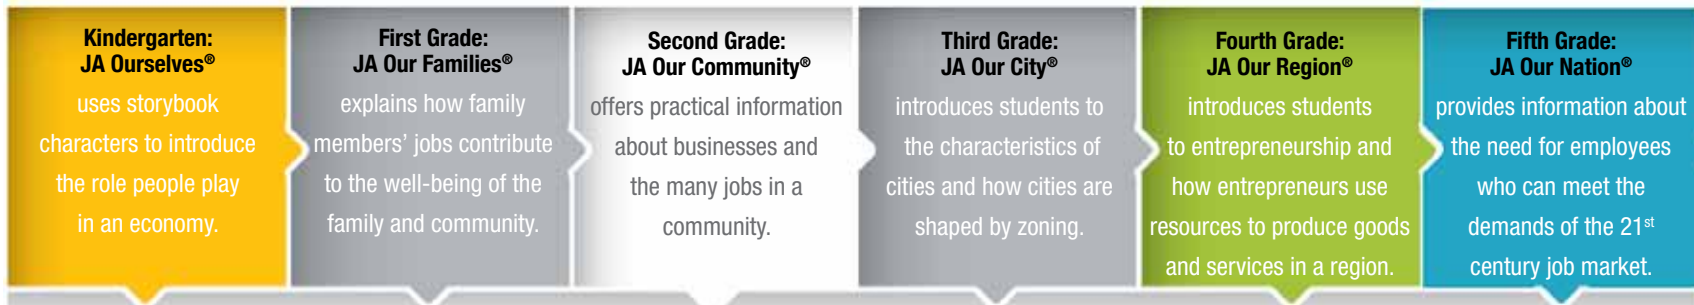 Kindergarten:
JA Ourselves®
uses storybook
characters to introduce
the role people play
in an economy.
First Grade:
JA Our Families®
explains how family
members’ jobs contribute
to the well-being of the
family and community.
Second Grade:
JA Our Community®
offers practical information
about businesses and
the many jobs in a
community.
Third Grade:
JA Our City®
introduces students to
the characteristics of
cities and how cities are
shaped by zoning.
Fourth Grade:
JA Our Region®
introduces students
to entrepreneurship and
how entrepreneurs use
resources to produce goods
and services in a region.
Fifth Grade:
JA Our Nation®
provides information about
the need for employees
who can meet the
demands of the 21st
century job market.